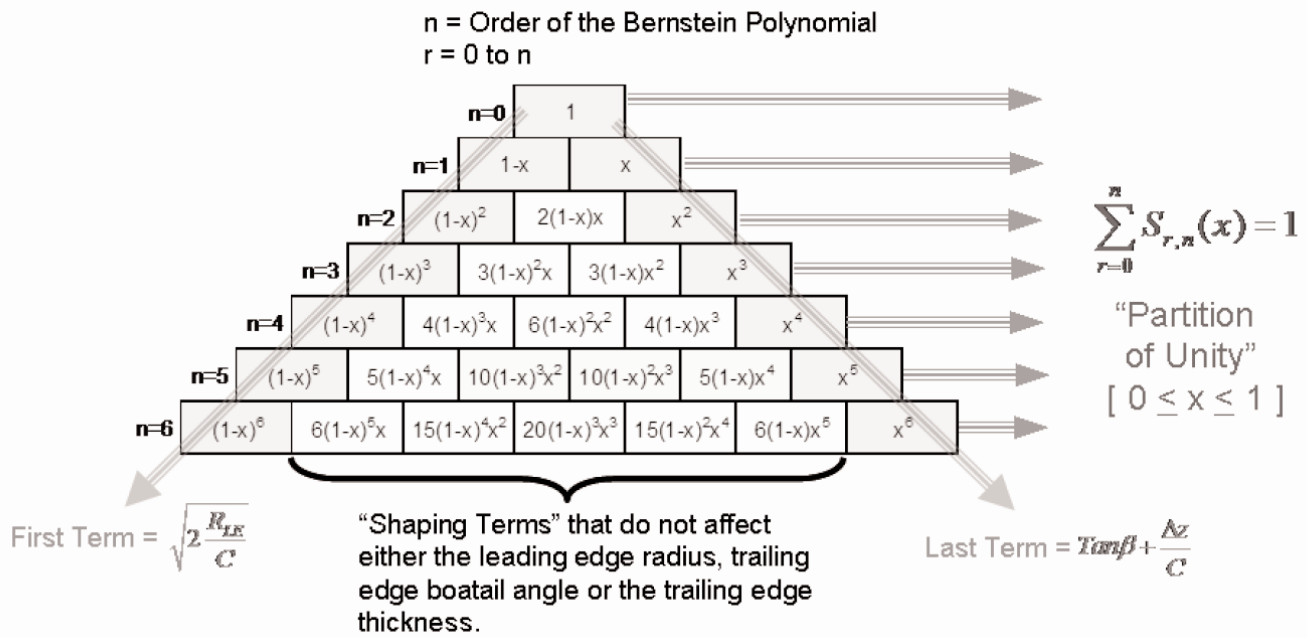 n = Order of the Bernstein Polynomial
r = 0 to n
n=0 1
n=1 1-x x
n=2 (1-x)² 2(1-x)x x²
n=3 (1-x)³ 3(1-x)²x 3(1-x)x² x³
n=4 (1-x)⁴ 4(1-x)³x 6(1-x)²x² 4(1-x)x³ x⁴
n=5 (1-x)⁵ 5(1-x)⁴x 10(1-x)³x² 10(1-x)²x³ 5(1-x)x⁴ x⁵
n=6 (1-x)⁶ 6(1-x)⁵x 15(1-x)⁴x² 20(1-x)³x³ 15(1-x)²x⁴ 6(1-x)x⁵ x⁶
n
∑ S r,n (x) = 1
r=0
“Partition
of Unity”
[ 0 ≤ x ≤ 1 ]
First Term = √(2 R_LE / C)
“Shaping Terms” that do not affect
either the leading edge radius, trailing
edge boatail angle or the trailing edge
thickness.
Last Term = Tanβ + Δz / C